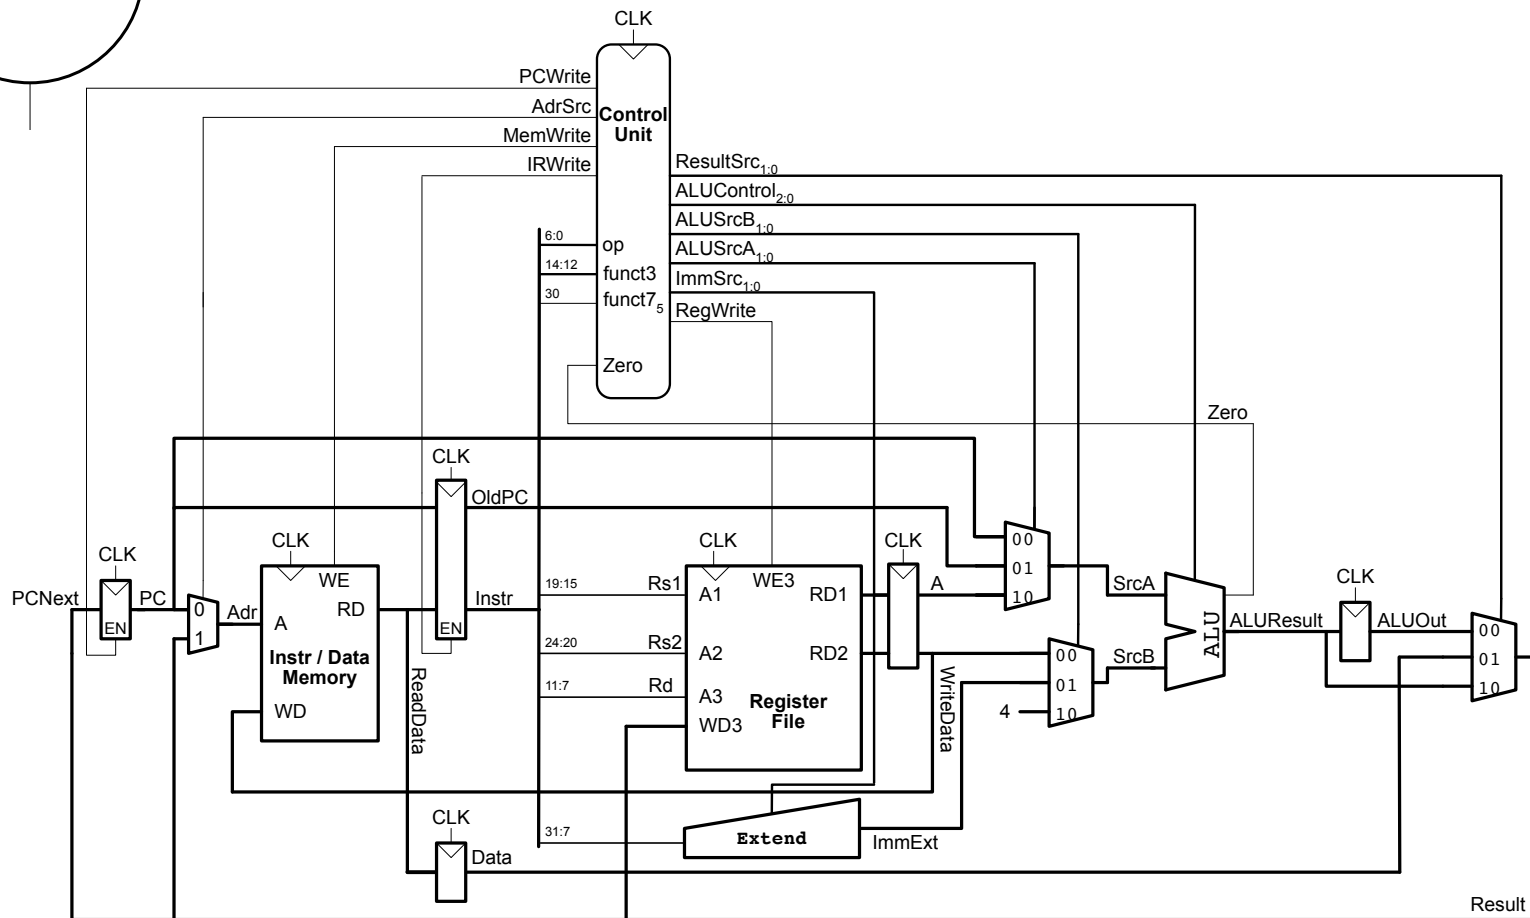 CLK
PCWrite
AdrSrc
MemWrite
IRWrite
Control
Unit
ResultSrc1:0
ALUControl2:0
ALUSrcB1:0
ALUSrcA1:0
ImmSrc1:0
RegWrite
6:0
op
14:12
funct3
30
funct75
Zero
Zero
CLK
OldPC
CLK
CLK
CLK
CLK
CLK
PCNext
PC
EN
0
1
Adr
WE
RD
A
Instr / Data
Memory
WD
ReadData
EN
Instr
19:15
Rs1
24:20
Rs2
11:7
Rd
A1
A2
A3
WD3
WE3
RD1
RD2
Register
File
A
WriteData
00
01
10
00
01
10
4
SrcA
SrcB
ALU
ALUResult
CLK
ALUOut
00
01
10
31:7
Extend
ImmExt
CLK
Data
Result